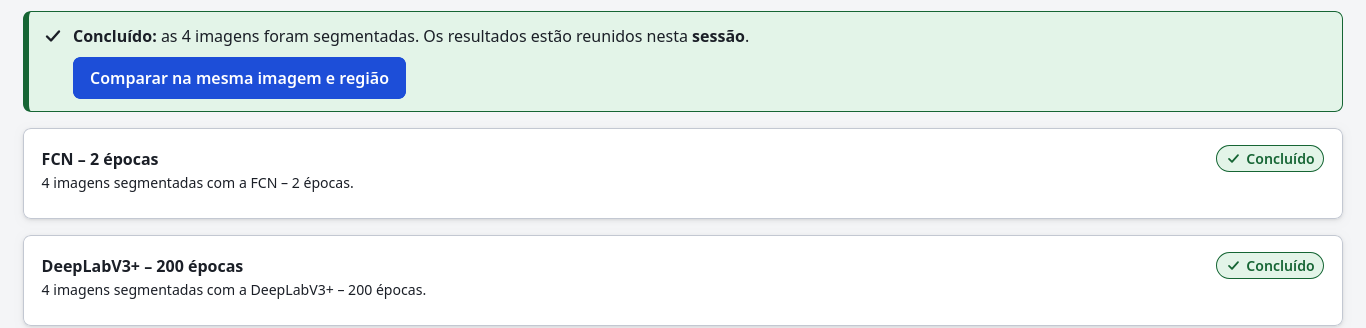 Concluído: as 4 imagens foram segmentadas. Os resultados estão reunidos nesta sessão.
Comparar na mesma imagem e região
FCN – 2 épocas
Concluído
4 imagens segmentadas com a FCN – 2 épocas.
DeepLabV3+ – 200 épocas
Concluído
4 imagens segmentadas com a DeepLabV3+ – 200 épocas.